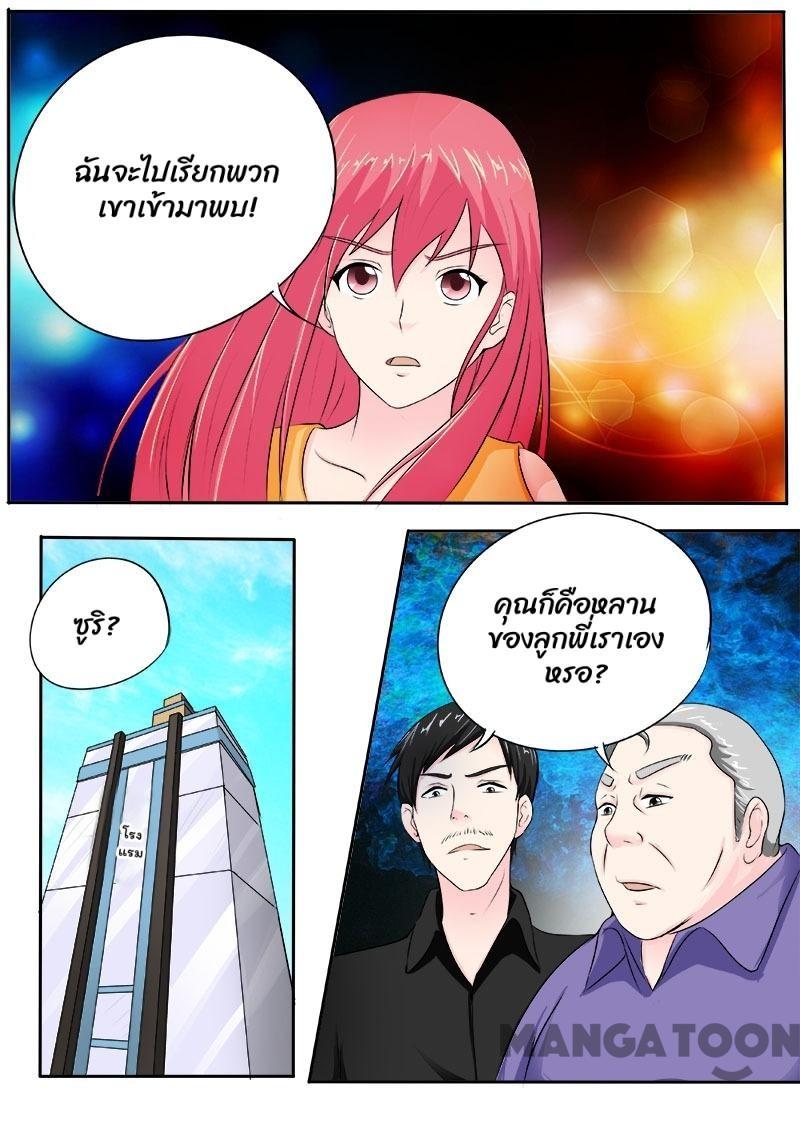 ฉันจะไปเรียกพวก
เขาเข้ามาพบ!
ซูริ?
โรง
แรม
คุณก็คือหลาน
ของลูกพี่เราเอง
หรอ?
MANGATOON